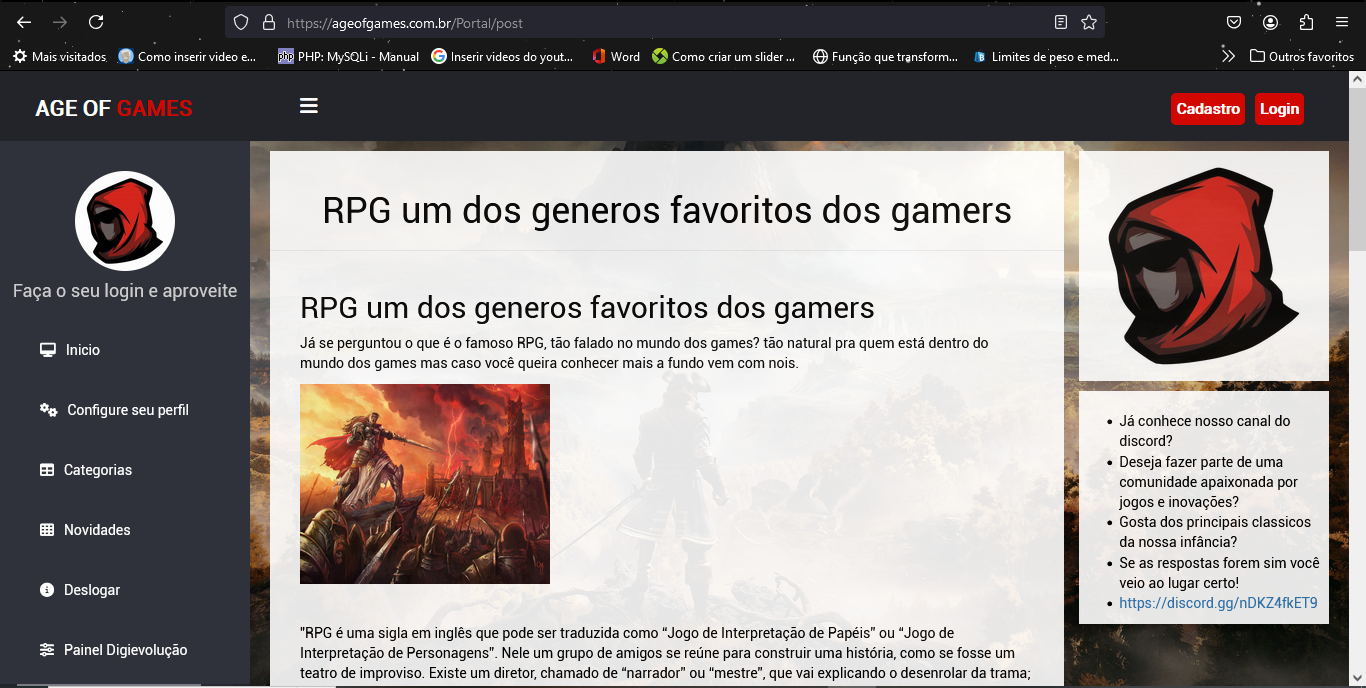 https://ageofgames.com.br/Portal/post
Mais visitados
Como inserir video e...
php PHP: MySQLi - Manual
Inserir videos do yout...
Word
Como criar um slider ...
Função que transform...
Limites de peso e med...
Outros favoritos
AGE OF GAMES
Cadastro
Login
Faça o seu login e aproveite
Inicio
Configure seu perfil
Categorias
Novidades
Deslogar
Painel Digievolução
RPG um dos generos favoritos dos gamers
RPG um dos generos favoritos dos gamers
Já se perguntou o que é o famoso RPG, tão falado no mundo dos games? tão natural pra quem está dentro do
mundo dos games mas caso você queira conhecer mais a fundo vem com nois.
"RPG é uma sigla em inglês que pode ser traduzida como “Jogo de Interpretação de Papéis” ou “Jogo de
Interpretação de Personagens”. Nele um grupo de amigos se reúne para construir uma história, como se fosse um
teatro de improviso. Existe um diretor, chamado de “narrador” ou “mestre”, que vai explicando o desenrolar da trama;
Já conhece nosso canal do
discord?
Deseja fazer parte de uma
comunidade apaixonada por
jogos e inovações?
Gosta dos principais classicos
da nossa infância?
Se as respostas forem sim você
veio ao lugar certo!
https://discord.gg/nDKZ4fkET9